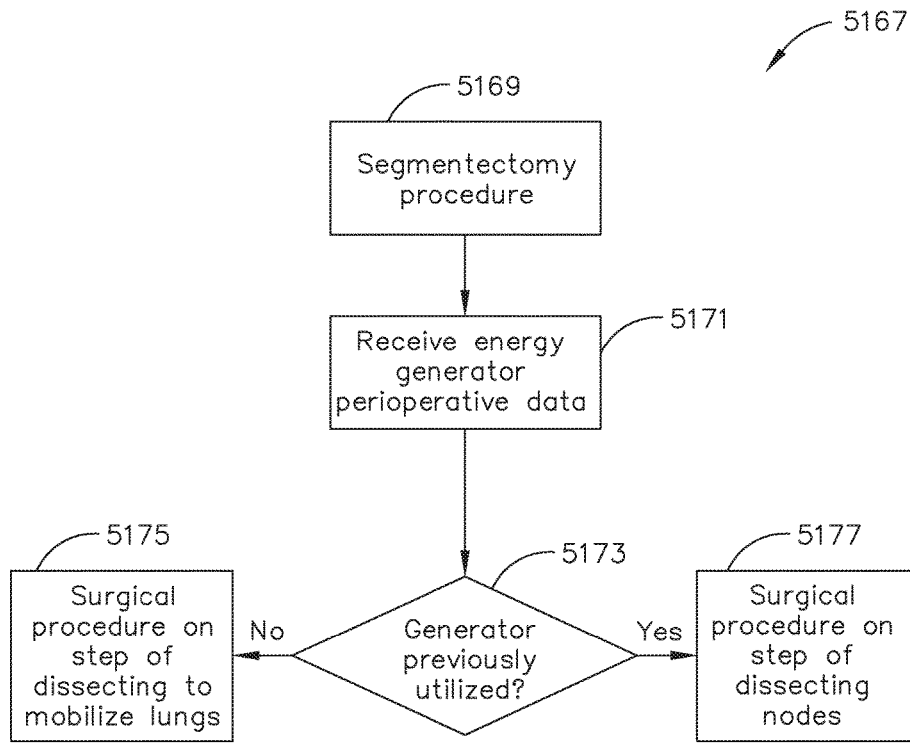 5167
5169
Segmentectomy
procedure
5171
Receive energy
generator
perioperative data
5175
Surgical
procedure on
step of
dissecting to
mobilize lungs
No
5173
Generator
previously
utilized?
Yes
5177
Surgical
procedure on
step of
dissecting
nodes